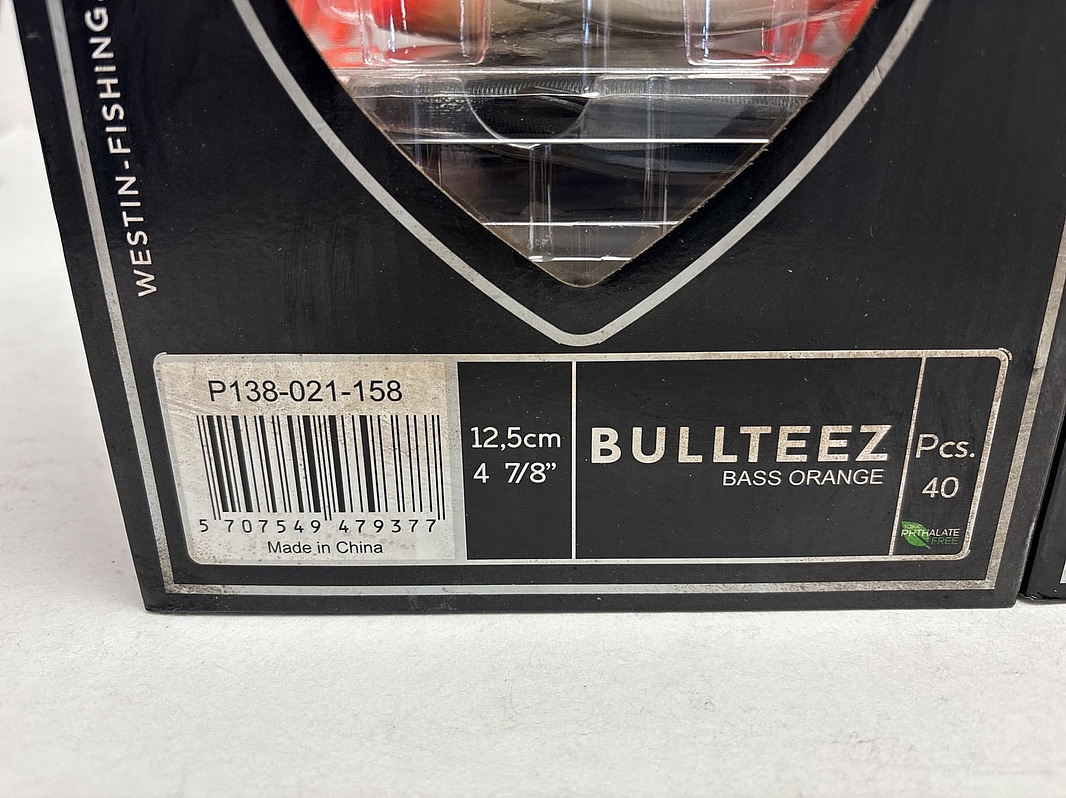 WESTIN-FISHING.
P138-021-158
5 707549 479377
Made in China
12,5cm
4 7/8”
BULLTEEZ
BASS ORANGE
Pcs.
40
100%
PHTHALATE
FREE